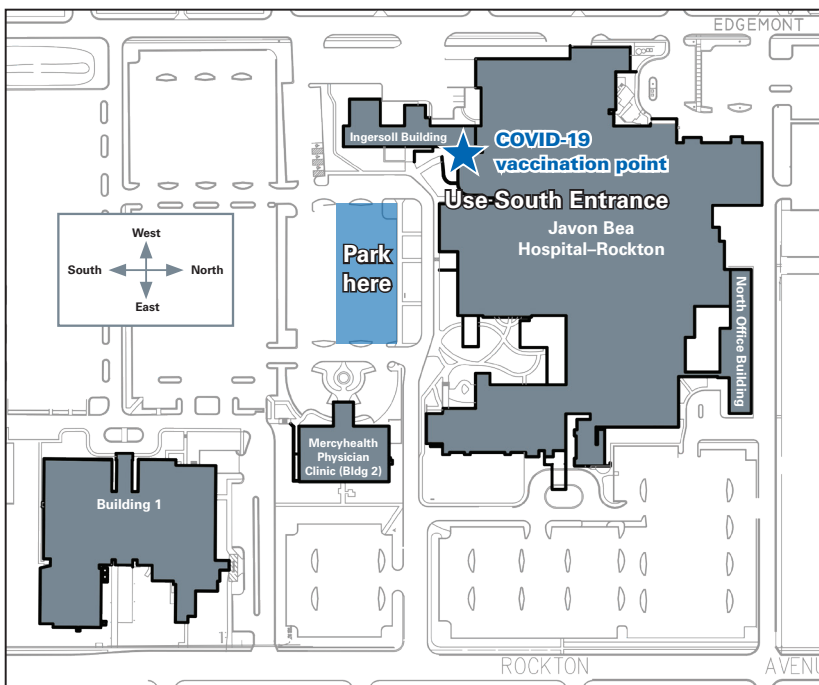 EDGEMONT
Ingersoll Building
COVID-19
vaccination point
Use South Entrance
Javon Bea
Hospital–Rockton
Park
here
West
South
North
East
North Office Building
Mercyhealth
Physician
Clinic (Bldg 2)
Building 1
ROCKTON
AVENU